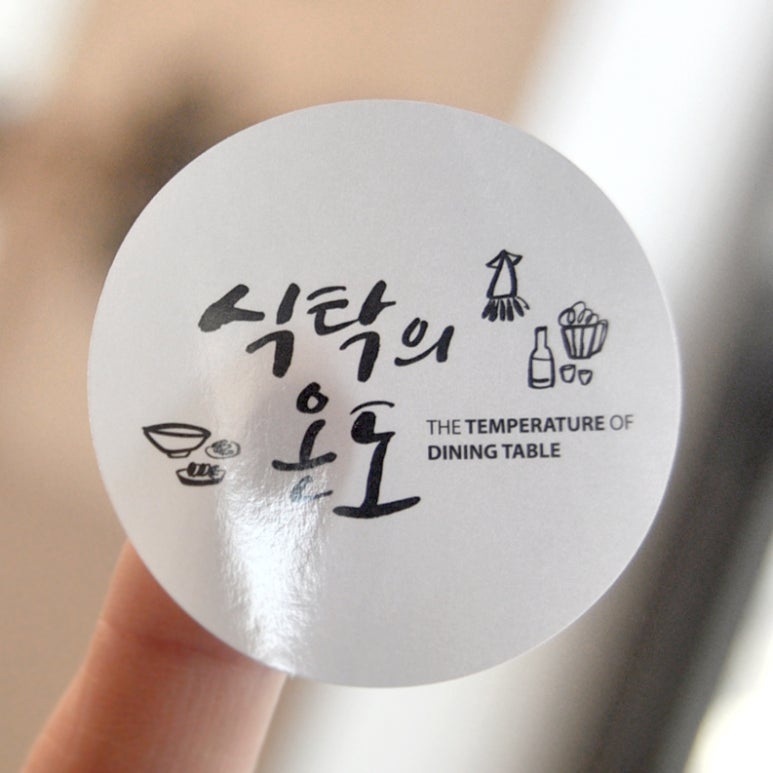 식탁의
온도
THE TEMPERATURE OF
DINING TABLE